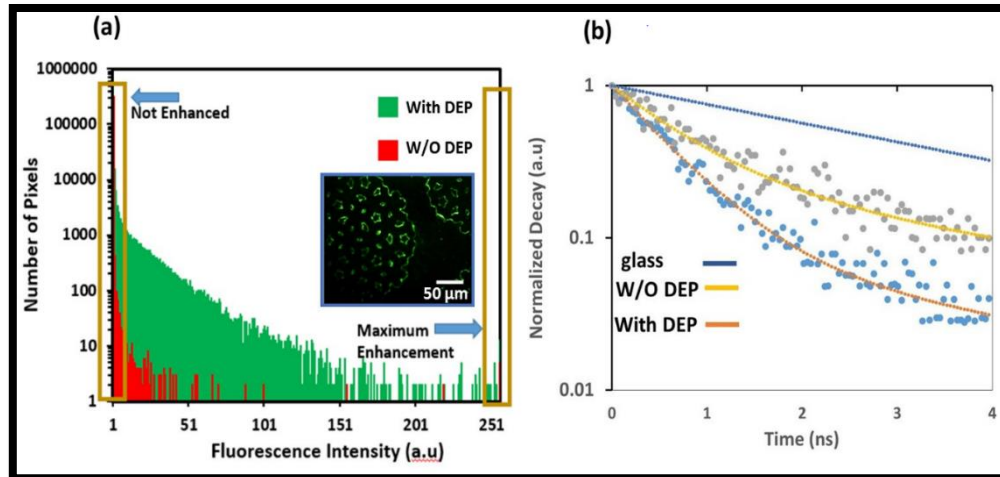 (a)
1000000
100000
10000
1000
100
10
1
Number of Pixels
Not Enhanced
With DEP
W/O DEP
50 µm
Maximum
Enhancement
1 51 101 151 201 251
Fluorescence Intensity (a.u)
(b)
1
0.1
0.01
Normalized Decay (a.u)
glass
W/O DEP
With DEP
0 1 2 3 4
Time (ns)